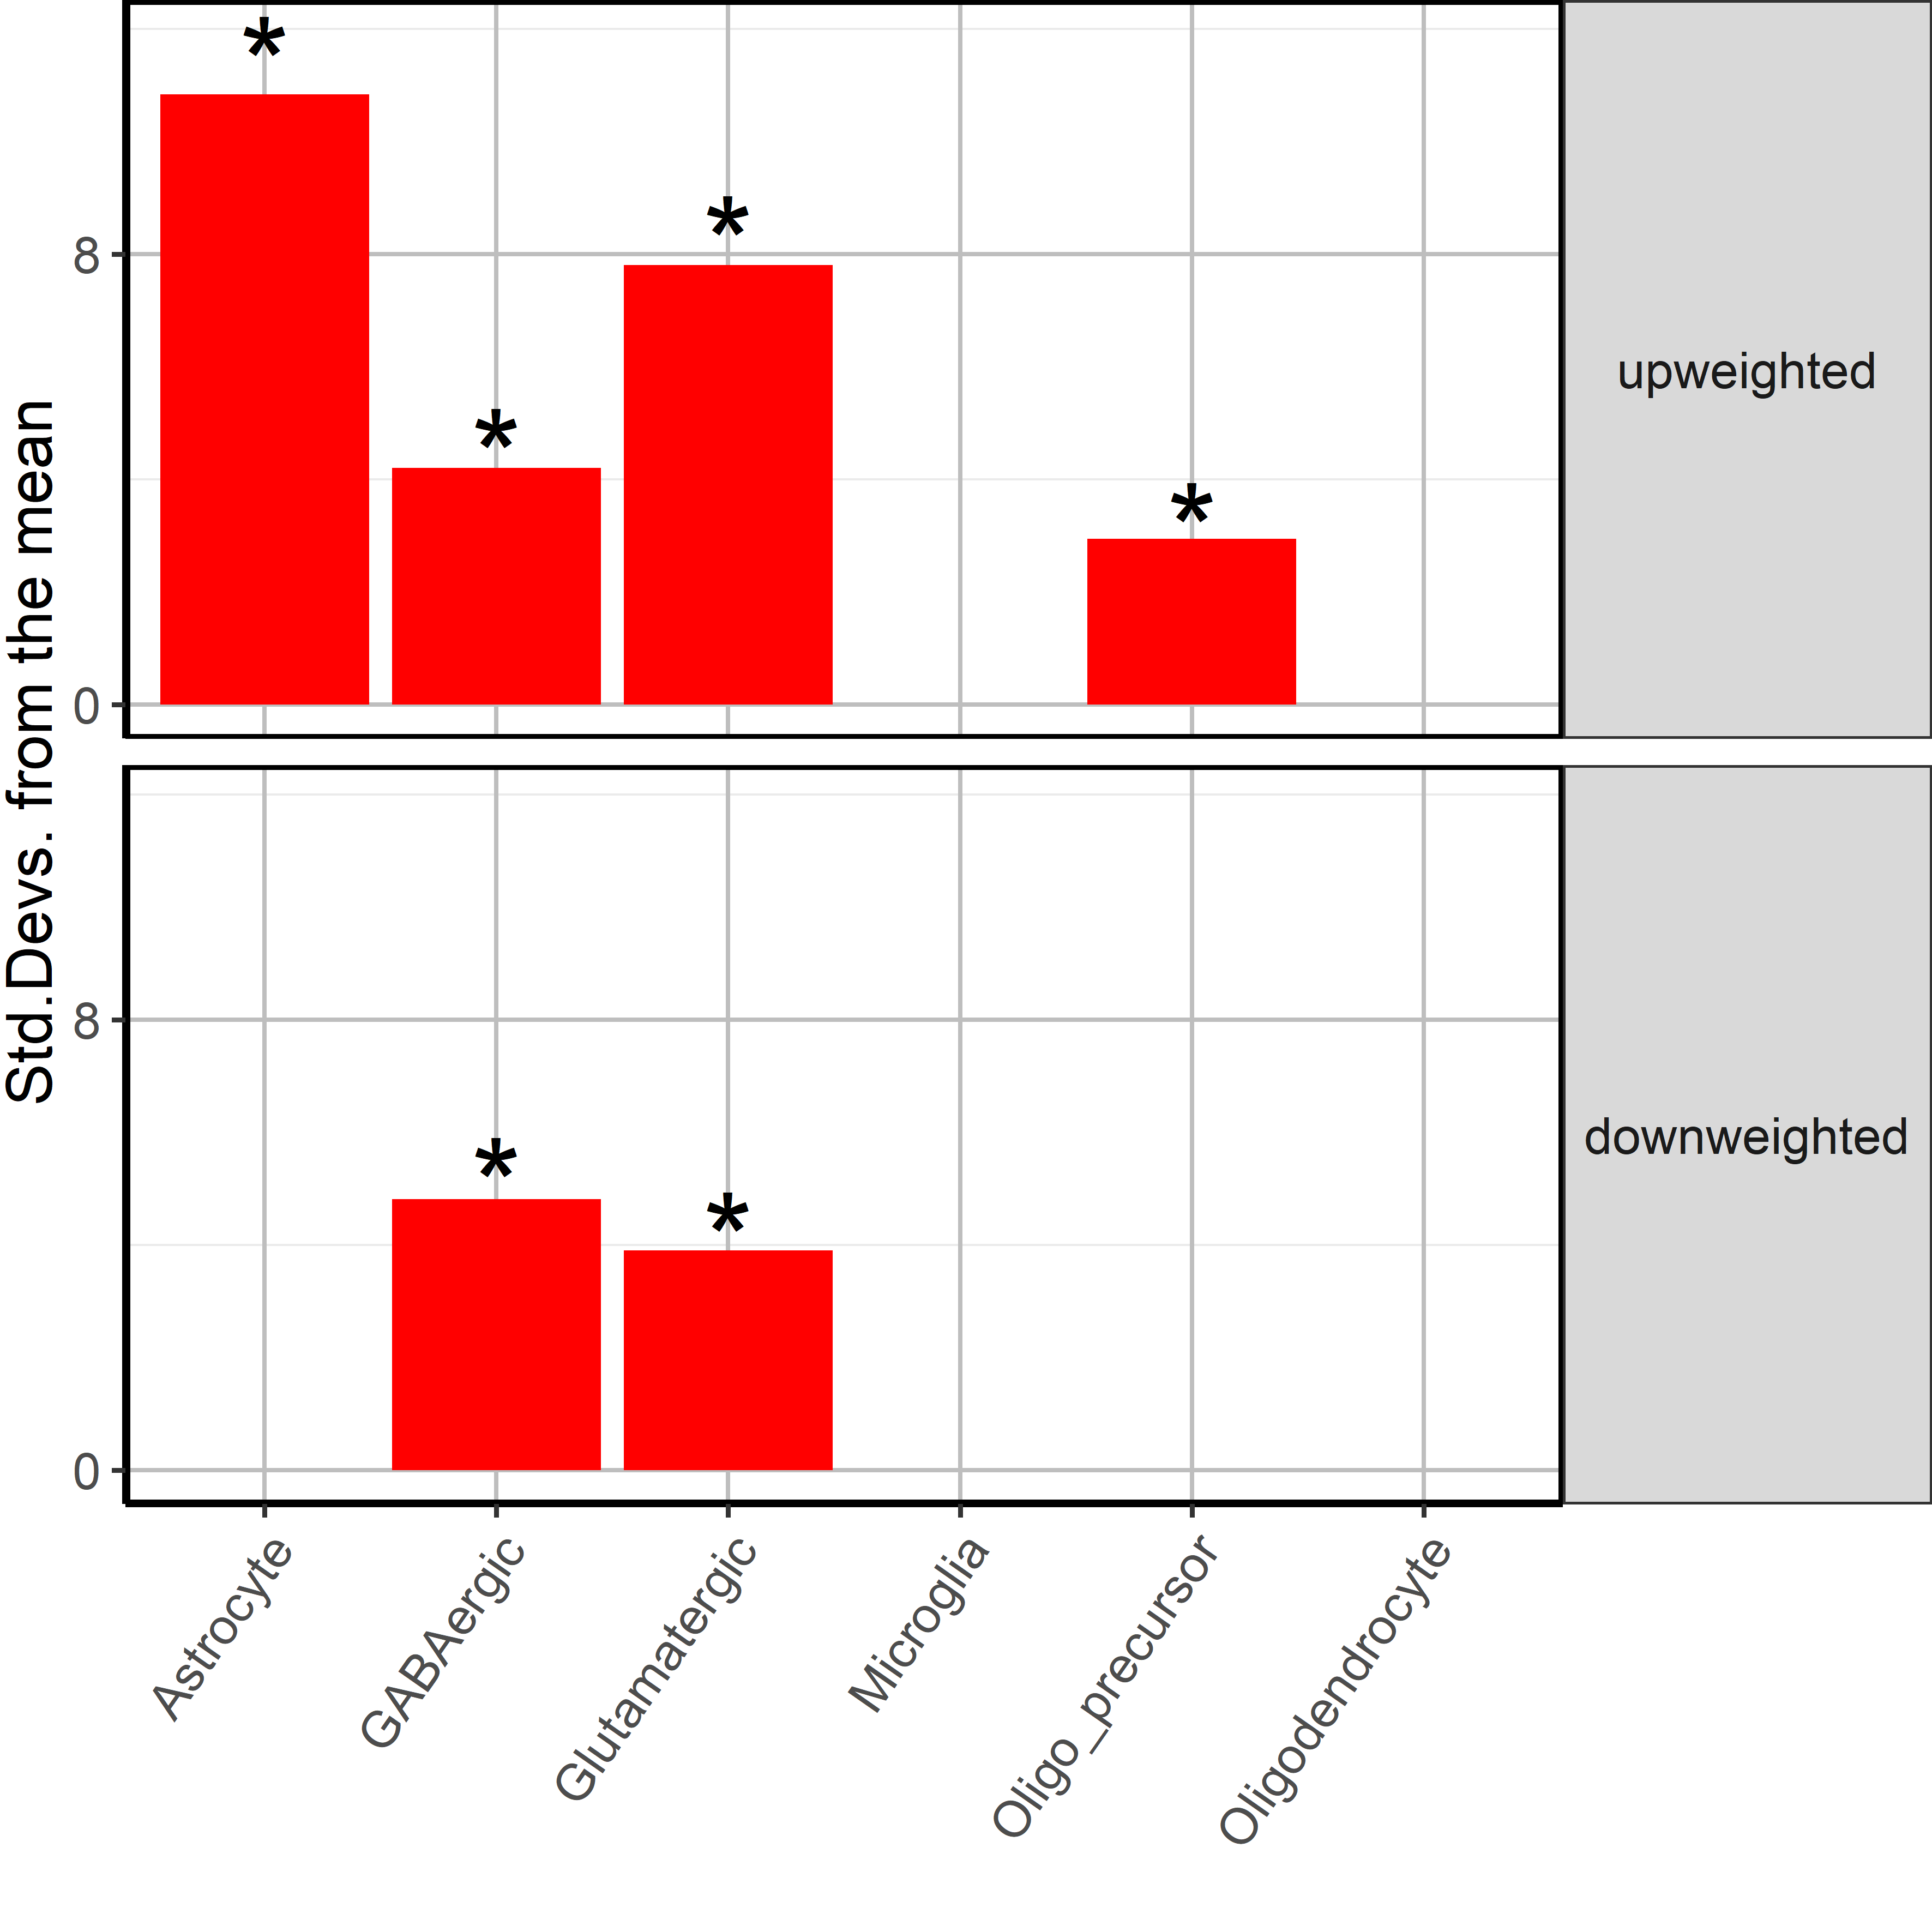 Std.Devs. from the mean
*
*
*
*
8
0
upweighted
*
*
8
0
downweighted
Astrocyte
GABAergic
Glutamatergic
Microglia
Oligo_precursor
Oligodendrocyte